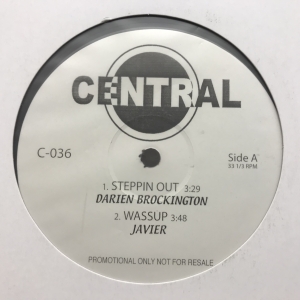 CENTRAL
C-036
Side A
33 1/3 RPM
1. STEPPIN OUT 3:29
DARIEN BROCKINGTON
2. WASSUP 3:48
JAVIER
PROMOTIONAL ONLY NOT FOR RESALE